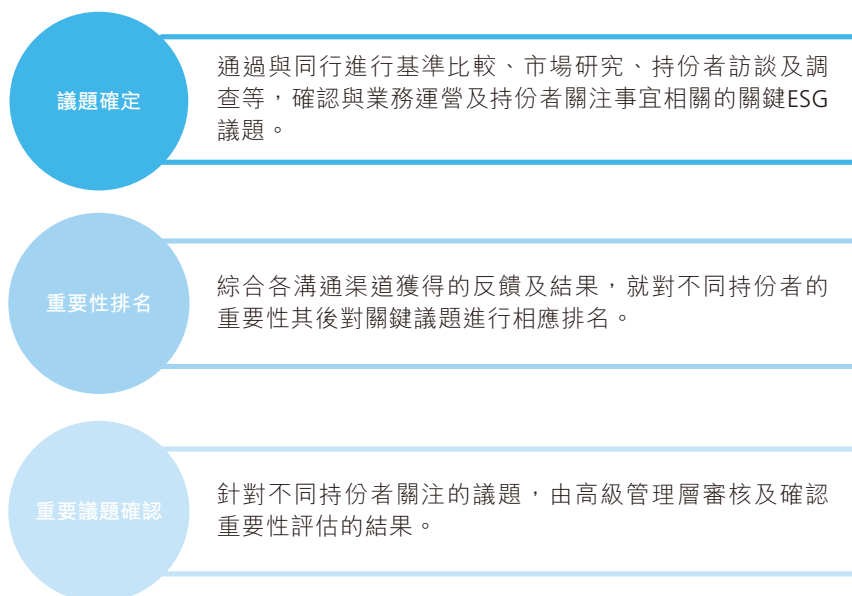 議題確定
通過與同行進行基準比較、市場研究、持份者訪談及調
查等，確認與業務運營及持份者關注事宜相關的關鍵ESG
議題。
重要性排名
綜合各溝通渠道獲得的反饋及結果，就對不同持份者的
重要性其後對關鍵議題進行相應排名。
重要議題確認
針對不同持份者關注的議題，由高級管理層審核及確認
重要性評估的結果。